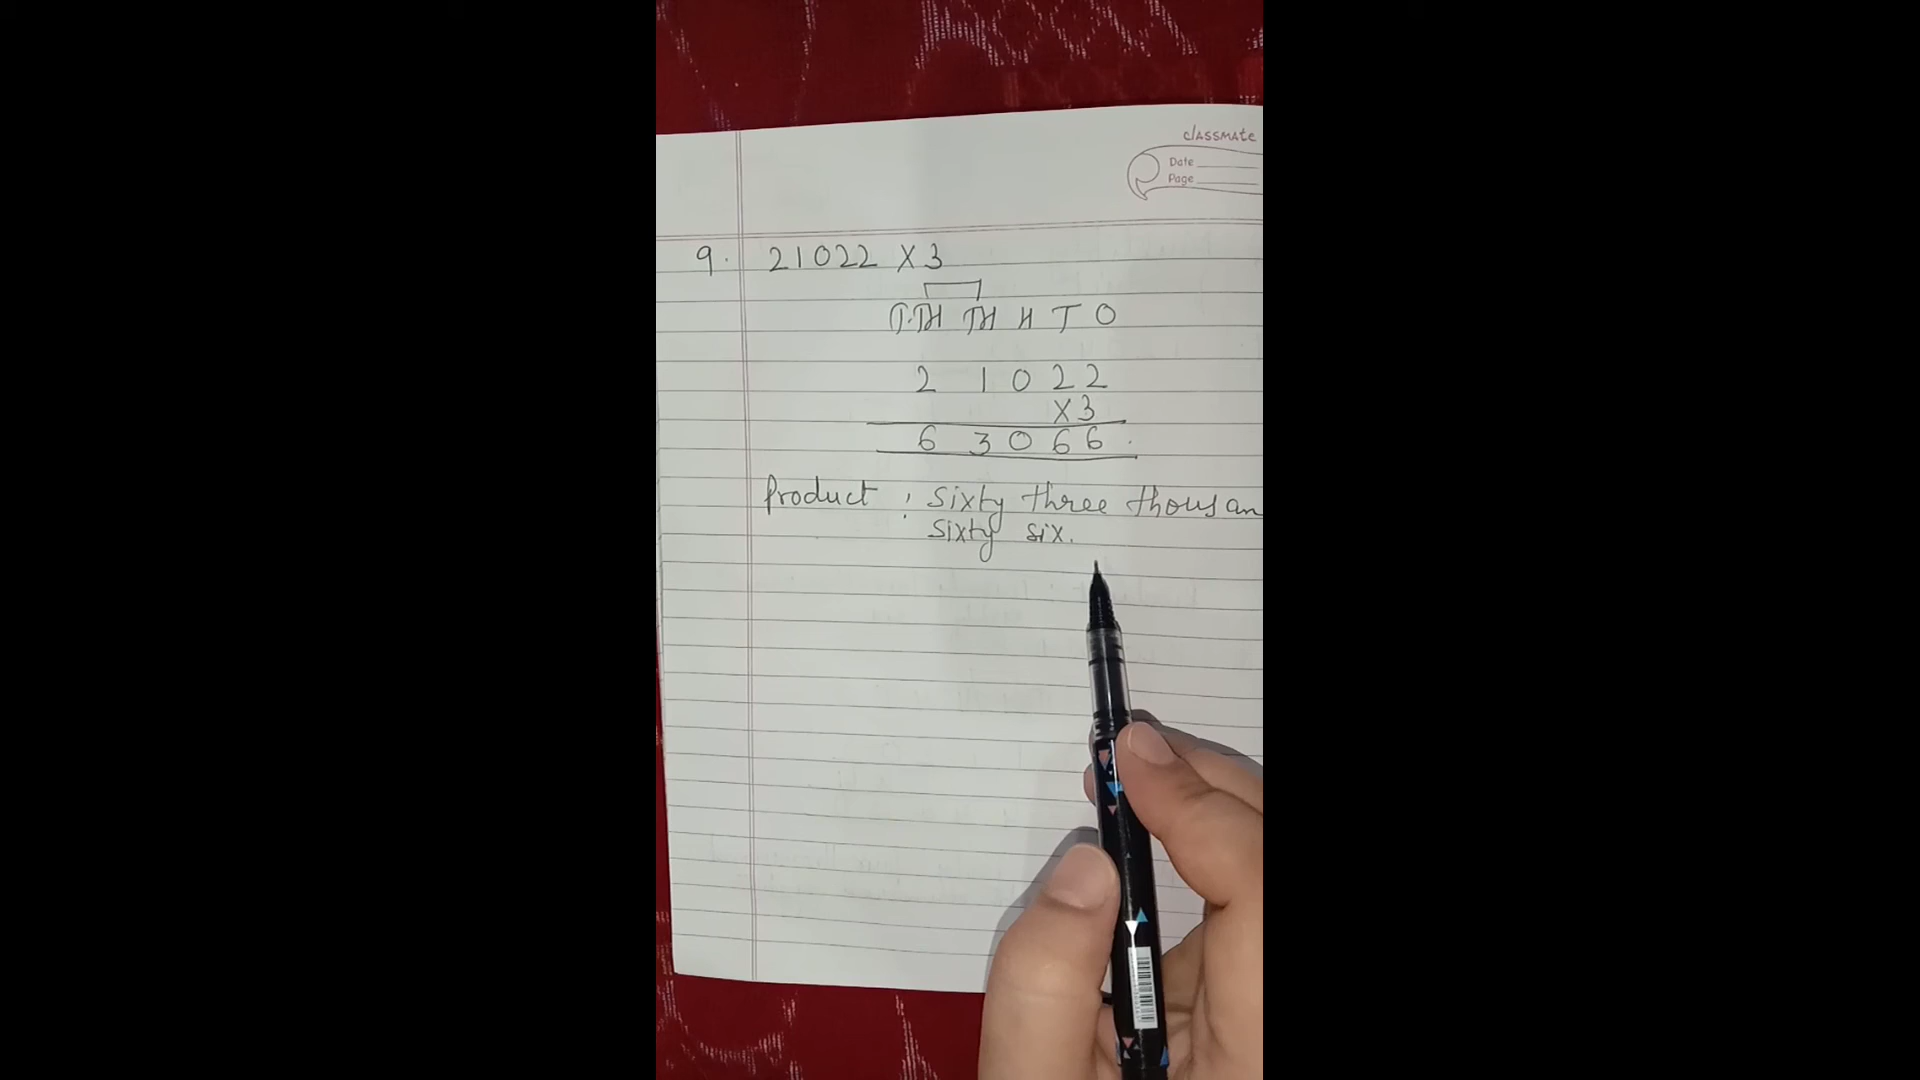 classmate
Date
Page
9. 21022 X 3
T.TH TH H T O
2 1 0 2 2
X 3
6 3 0 6 6
Product : Sixty three thousan
Sixty six.